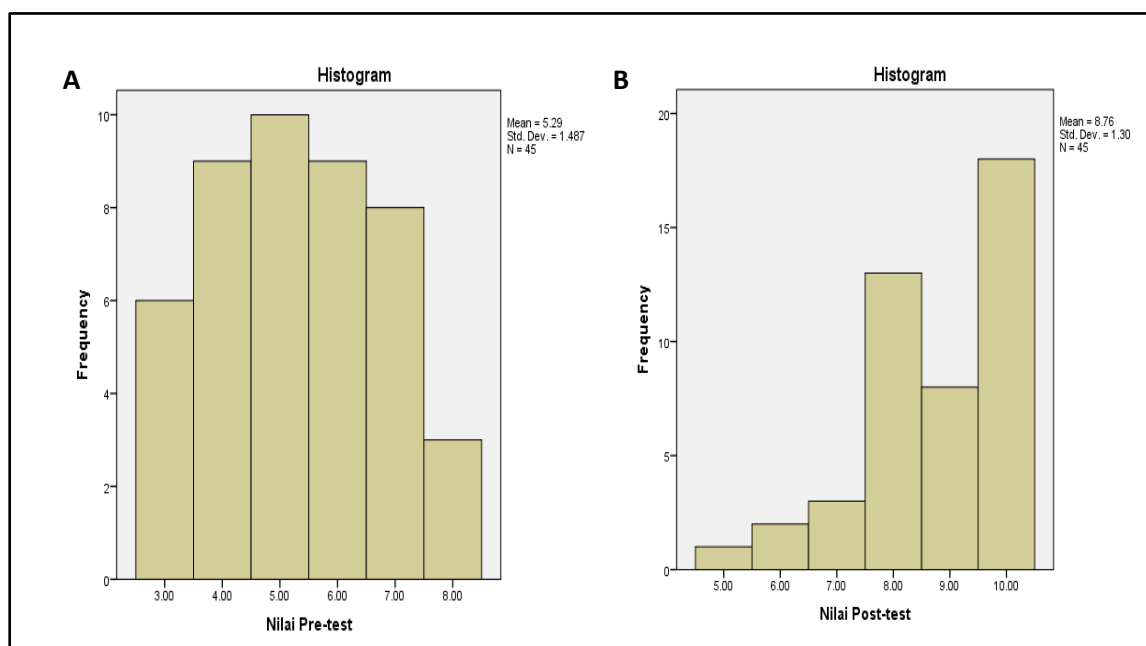 A
Histogram
Mean = 5.29
Std. Dev. = 1.487
N = 45
Frequency
10
8
6
4
2
0
3.00 4.00 5.00 6.00 7.00 8.00
Nilai Pre-test
B
Histogram
Mean = 8.76
Std. Dev. = 1.30
N = 45
Frequency
20
15
10
5
0
5.00 6.00 7.00 8.00 9.00 10.00
Nilai Post-test